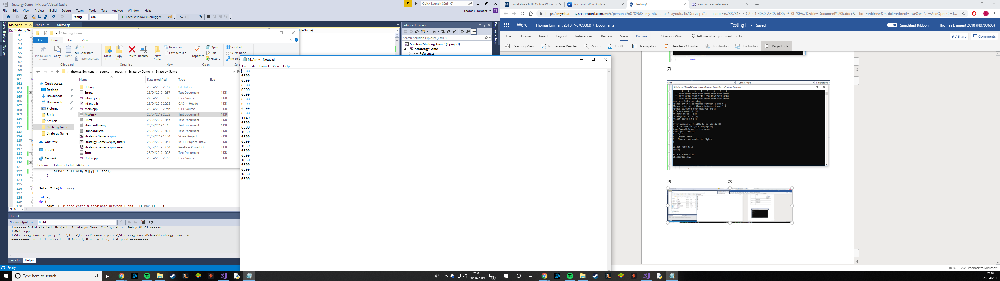 Stratergy Game - Microsoft Visual Studio
Quick Launch (Ctrl+Q)
File Edit View Project Build Debug Team Tools Test Analyze Window Help
Thomas Emment TE
Debug x86 Local Windows Debugger
Server Explorer
Toolbox
Main.cpp Units.h Units.cpp
Stratergy Game
FileName)
Solution Explorer
Search Solution Explorer (Ctrl+;)
Solution 'Stratergy Game' (1 project)
Stratergy Game
References
Diagnostic Tools
Stratergy Game
File Home Share View
Pin to Quick access
Copy
Paste
Cut
Copy path
Paste shortcut
Clipboard
Move to
Copy to
Delete
Rename
Organise
New folder
New item
Easy access
New
Properties
Open
Edit
History
Open
Select all
Select none
Invert s
Sel
thomas Emment > source > repos > Stratergy Game > Stratergy Game
Name Date modified Type Size
Quick access
Desktop
Downloads
Documents
Pictures
Books
Session10
Stratergy Game
Stratergy Game
OneDrive
This PC
Network
Debug 28/04/2019 20:57 File folder
Empty 22/04/2019 15:37 Text Document 1 KB
Infantry.cpp 27/04/2019 16:16 C++ Source 1 KB
Infantry.h 23/04/2019 20:23 C/C++ Header 1 KB
Main.cpp 28/04/2019 20:56 C++ Source 9 KB
MyArmy 28/04/2019 20:32 Text Document 1 KB
Priest 28/04/2019 18:45 Text Document 1 KB
StandardEnemy 28/04/2019 15:15 Text Document 1 KB
StandardHero 28/04/2019 13:04 Text Document 1 KB
Stratergy Game.vcxproj 28/04/2019 10:44 VC++ Project 7 KB
Stratergy Game.vcxproj.filters 28/04/2019 10:44 VC++ Project Filte... 2 KB
Stratergy Game.vcxproj.user 22/04/2019 13:54 Per-User Project O... 1 KB
Toms 28/04/2019 19:08 Text Document 1 KB
Units.cpp 28/04/2019 20:52 C++ Source 9 KB
15 items 1 item selected 144 bytes
91
92
93
94
95
96
97
98
99
100
101
102
103
104
105
106
107
108
109
110
111
112
113
114
115
116
117
118
119
120
121
122 armyFile << Army[x][y] << endl;
123 }
124 }
125 }
126 int SelectTile(int max)
127 {
128 int x;
129 do {
130 cout << "Please enter a cordiante between 1 and " << max << " ";
99 %
Output
Show output from: Build
1>------ Build started: Project: Stratergy Game, Configuration: Debug Win32 ------
1>Main.cpp
1>Stratergy Game.vcxproj -> C:\Users\FiercePC\source\repos\Stratergy Game\Debug\Stratergy Game.exe
========== Build: 1 succeeded, 0 failed, 0 up-to-date, 0 skipped ==========
Error List Output
Ready
MyArmy - Notepad
File Edit Format View Help
0E00
0E00
0E00
0E00
0E00
0E00
0E00
0E00
0E00
0E00
1I40
0E00
0E00
1C50
0E00
0E00
1C50
0E00
0E00
1C50
0E00
0E00
1C30
0E00
Type here to search
21:03
28/04/2019
Timetable - NTU Online Workspa Microsoft Word Online Testing1 rand - C++ Reference
https://myntuac-my.sharepoint.com/:w:/r/personal/n0789683_my_ntu_ac_uk/_layouts/15/Doc.aspx?sourcedoc=%7B378132ED-2204-4050-A8C6-6D0726F0F73E%7D&file=Document%205.docx&action=editnew&mobileredirect=true&wdNewAndOpenCt=1...
Word Thomas Emment 2018 (N0789683) > Documents Testing1 - Saved Simplified Ribbon Thomas Emment 2018 (N0789683)
File Home Insert Layout References Review View Picture Open in Word Tell me what you want to do Share Comments
Reading View Immersive Reader Zoom 100% Navigation Header & Footer Footnotes Endnotes Page Ends
break;
(7)
3
Game (Global Scope)
C:\Users\FiercePC\source\repos\Stratergy Game\Debug\Stratergy Game.exe
1 2 3 4 5 6 7 8
1 0E00 0E00 0E00 0E00 0E00 0E00 0E00 0E00
2 0E00 0E00 0E00 1I40 1C50 1C50 1C50 0E00
3 0E00 0E00 0E00 0E00 0E00 0E00 0E00 0E00
You have 300 remaining
Please enter a cordiante between 1 and 8 8
Please enter a cordiante between 1 and 3 2
Please Selected Your desired unit:
Infantry costs 5 (1)
Archers costs 5 (2)
Cavelry costs 10 (3)
Priest costs 10 (4)
3
Enter Amount of health to be added: 30
Enter a name for your armyMyArmy
Army SavedWelcome to the menu
Would you like to:
0 - Exit
1 - Create Army
2 - Choose two armies to fight:
2
Select Hero file
MyArmy
Select Enemy file
StandardEnemy
(8)
4
100% Give Feedback to Microsoft
21:03
28/04/2019